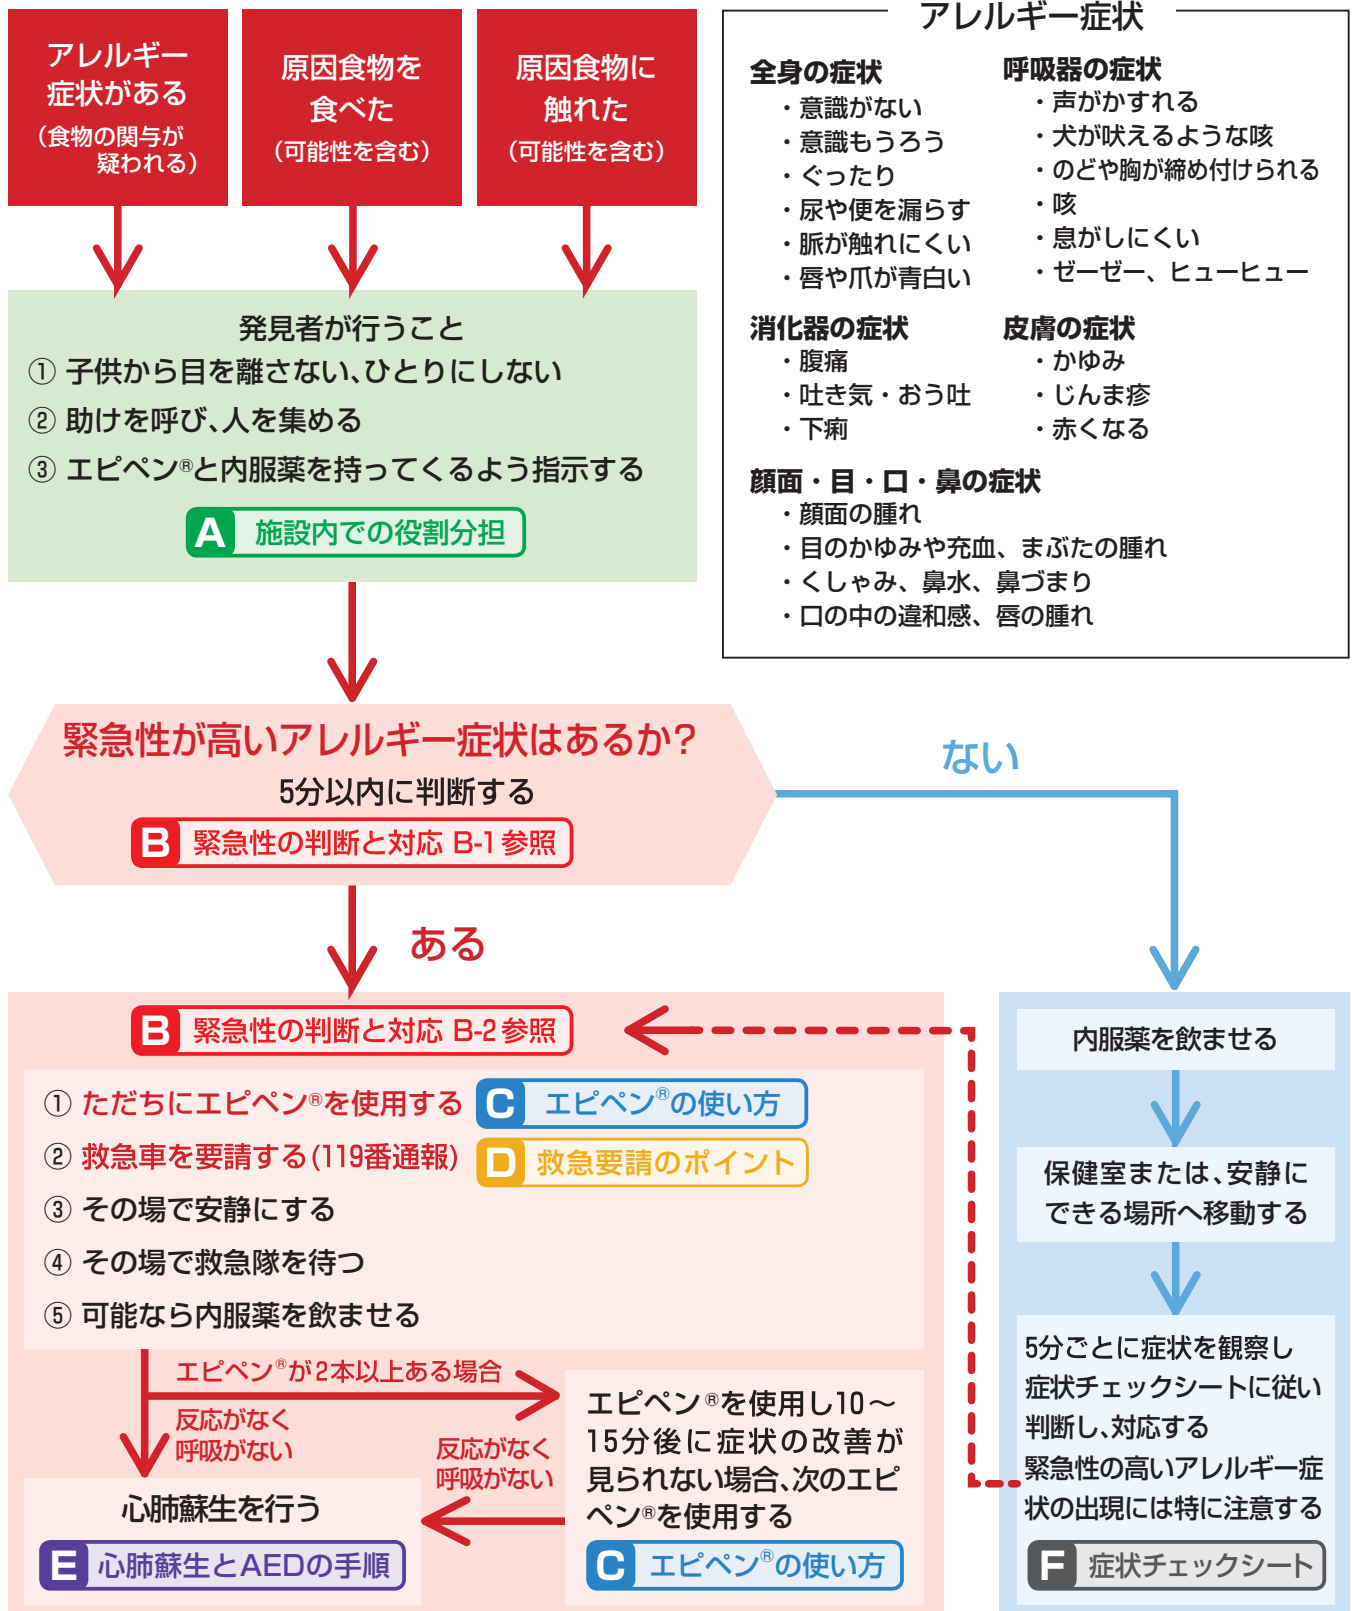 アレルギー
症状がある
（食物の関与が
疑われる）
原因食物を
食べた
（可能性を含む）
原因食物に
触れた
（可能性を含む）
アレルギー症状
全身の症状
・意識がない
・意識もうろう
・ぐったり
・尿や便を漏らす
・脈が触れにくい
・唇や爪が青白い
呼吸器の症状
・声がかすれる
・犬が吠えるような咳
・のどや胸が締め付けられる
・咳
・息がしにくい
・ゼーゼー、ヒューヒュー
消化器の症状
・腹痛
・吐き気・おう吐
・下痢
皮膚の症状
・かゆみ
・じんま疹
・赤くなる
顔面・目・口・鼻の症状
・顔面の腫れ
・目のかゆみや充血、まぶたの腫れ
・くしゃみ、鼻水、鼻づまり
・口の中の違和感、唇の腫れ
発見者が行うこと
① 子供から目を離さない、ひとりにしない
② 助けを呼び、人を集める
③ エピペン®と内服薬を持ってくるよう指示する
A 施設内での役割分担
緊急性が高いアレルギー症状はあるか？
5分以内に判断する
B 緊急性の判断と対応 B-1参照
ない
ある
B 緊急性の判断と対応 B-2参照
① ただちにエピペン®を使用する
C エピペン®の使い方
② 救急車を要請する(119番通報)
D 救急要請のポイント
③ その場で安静にする
④ その場で救急隊を待つ
⑤ 可能なら内服薬を飲ませる
エピペン®が2本以上ある場合
反応がなく
呼吸がない
心肺蘇生を行う
E 心肺蘇生とAEDの手順
反応がなく
呼吸がない
エピペン®を使用し10～
15分後に症状の改善が
見られない場合、次のエピ
ペン®を使用する
C エピペン®の使い方
内服薬を飲ませる
保健室または、安静に
できる場所へ移動する
5分ごとに症状を観察し
症状チェックシートに従い
判断し、対応する
緊急性の高いアレルギー症
状の出現には特に注意する
F 症状チェックシート